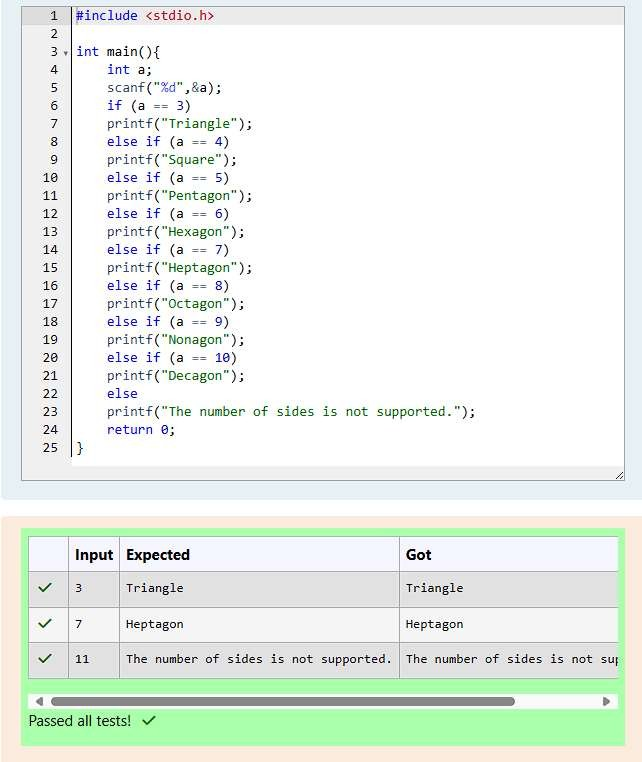 1 #include <stdio.h>
2
3 int main(){
4     int a;
5     scanf("%d",&a);
6     if (a == 3)
7     printf("Triangle");
8     else if (a == 4)
9     printf("Square");
10     else if (a == 5)
11     printf("Pentagon");
12     else if (a == 6)
13     printf("Hexagon");
14     else if (a == 7)
15     printf("Heptagon");
16     else if (a == 8)
17     printf("Octagon");
18     else if (a == 9)
19     printf("Nonagon");
20     else if (a == 10)
21     printf("Decagon");
22     else
23     printf("The number of sides is not supported.");
24     return 0;
25 }
Input Expected Got
3 Triangle Triangle
7 Heptagon Heptagon
11 The number of sides is not supported. The number of sides is not sup
Passed all tests!